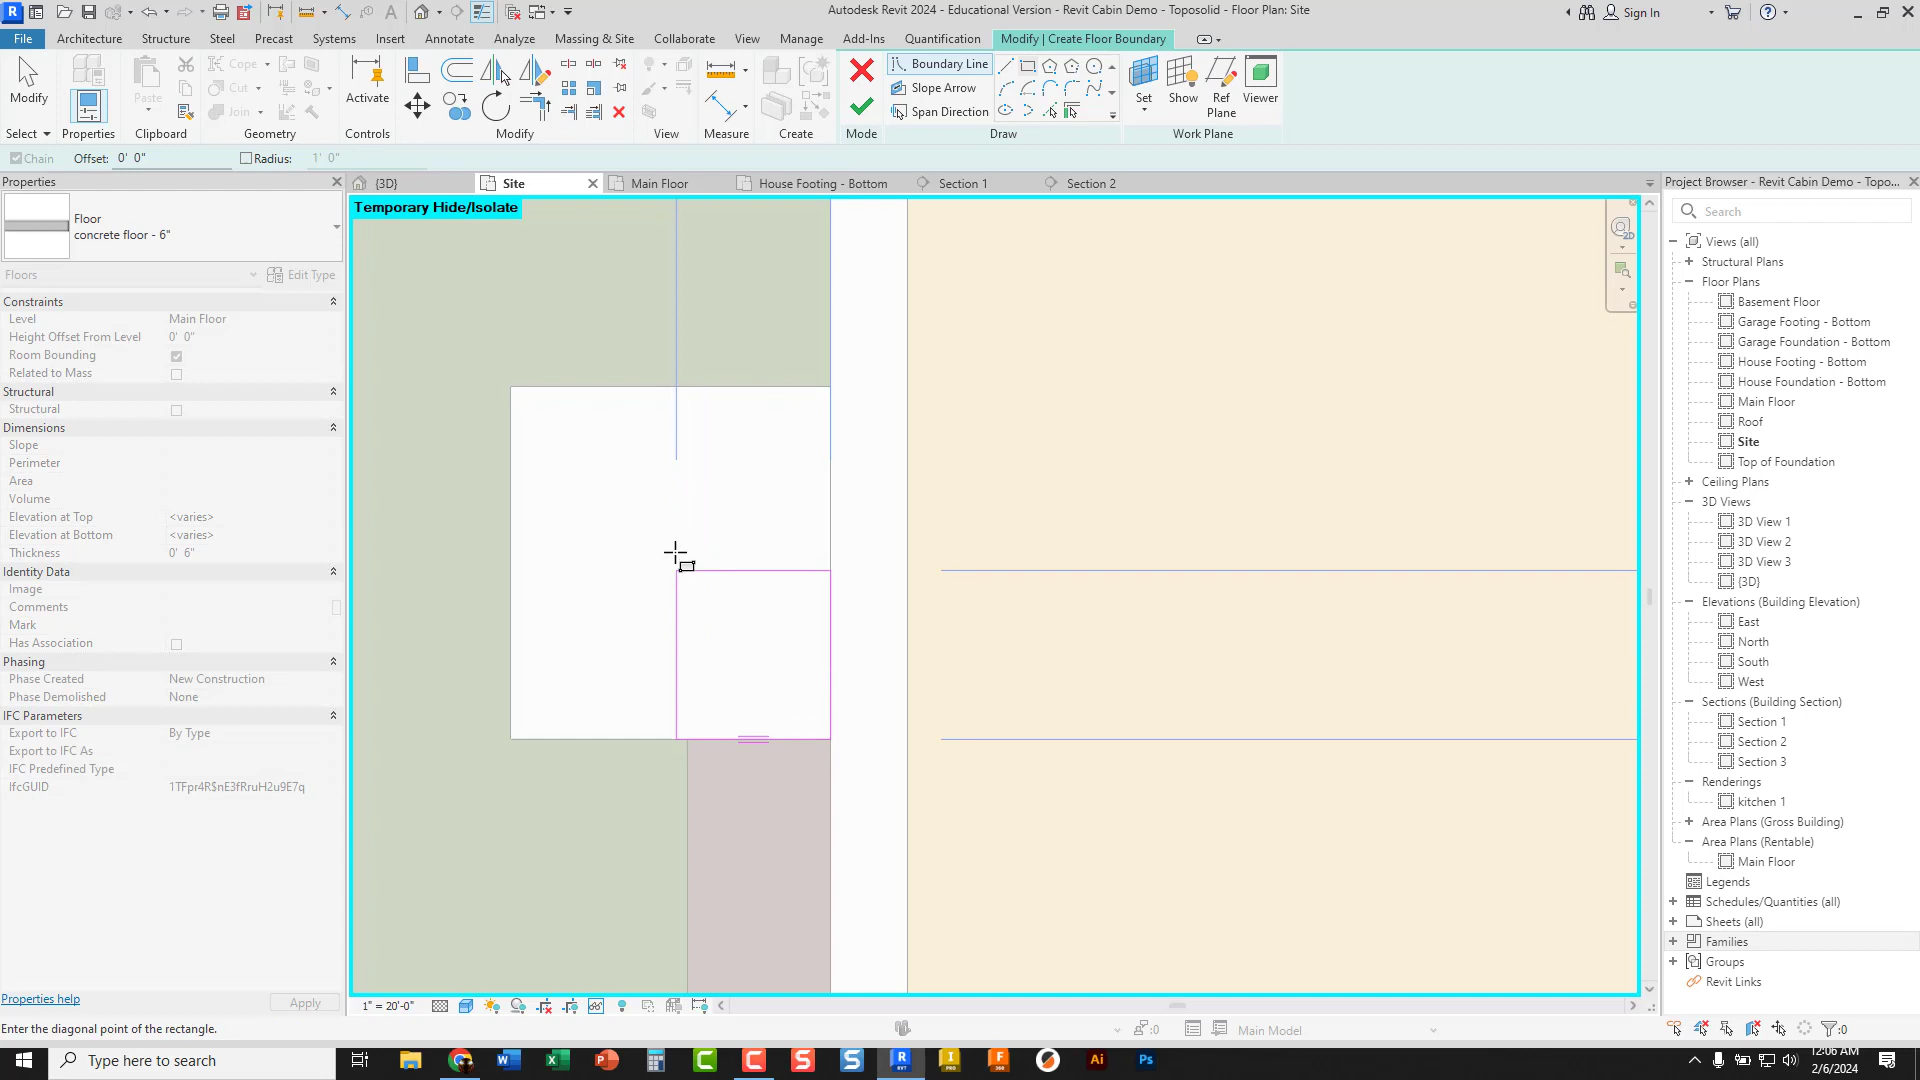 Autodesk Revit 2024 - Educational Version - Revit Cabin Demo - Toposolid - Floor Plan: Site
Sign In
File
Architecture
Structure
Steel
Precast
Systems
Insert
Annotate
Analyze
Massing & Site
Collaborate
View
Manage
Add-Ins
Quantification
Modify | Create Floor Boundary
Modify
Paste
Cope
Cut
Join
Activate
Boundary Line
Slope Arrow
Span Direction
Set
Show
Ref
Plane
Viewer
Select
Properties
Clipboard
Geometry
Controls
Modify
View
Measure
Create
Mode
Draw
Work Plane
Chain
Offset:
0' 0"
Radius:
1' 0"
Properties
{3D}
Site
Main Floor
House Footing - Bottom
Section 1
Section 2
Floor
concrete floor - 6"
Floors
Edit Type
Constraints
Level
Main Floor
Height Offset From Level
0' 0"
Room Bounding
Related to Mass
Structural
Structural
Dimensions
Slope
Perimeter
Area
Volume
Elevation at Top
<varies>
Elevation at Bottom
<varies>
Thickness
0' 6"
Identity Data
Image
Comments
Mark
Has Association
Phasing
Phase Created
New Construction
Phase Demolished
None
IFC Parameters
Export to IFC
By Type
Export to IFC As
IFC Predefined Type
IfcGUID
1TFpr4R$nE3fRruH2u9E7q
Properties help
Apply
Temporary Hide/Isolate
2D
Project Browser - Revit Cabin Demo - Topo...
Search
Views (all)
Structural Plans
Floor Plans
Basement Floor
Garage Footing - Bottom
Garage Foundation - Bottom
House Footing - Bottom
House Foundation - Bottom
Main Floor
Roof
Site
Top of Foundation
Ceiling Plans
3D Views
3D View 1
3D View 2
3D View 3
{3D}
Elevations (Building Elevation)
East
North
South
West
Sections (Building Section)
Section 1
Section 2
Section 3
Renderings
kitchen 1
Area Plans (Gross Building)
Area Plans (Rentable)
Main Floor
Legends
Schedules/Quantities (all)
Sheets (all)
Families
Groups
Revit Links
1" = 20'-0"
Enter the diagonal point of the rectangle.
:0
Main Model
:0
Type here to search
12:06 AM
2/6/2024